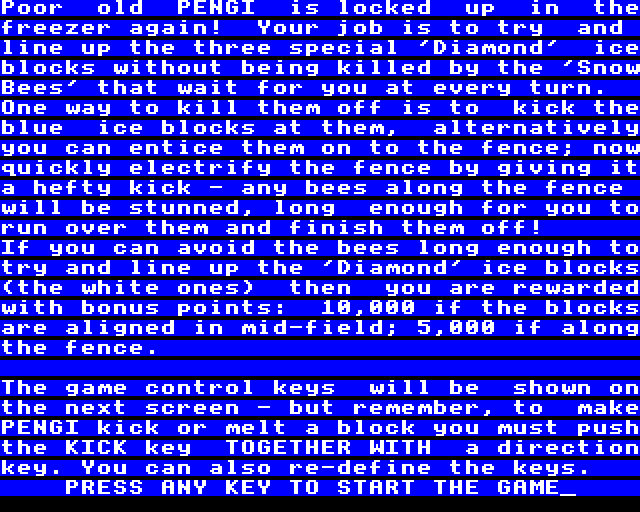 Poor  old  PENGI  is locked  up  in  the
freezer again!  Your job is to try  and
line up the three special 'Diamond'  ice
blocks without being killed by the 'Snow
Bees' that wait for you at every turn.
One way to kill them off is to  kick the
blue  ice blocks at them,  alternatively
you can entice them on to the fence; now
quickly electrify the fence by giving it
a hefty kick - any bees along the fence
will be stunned, long  enough for you to
run over them and finish them off!
If you can avoid the bees long enough to
try and line up the 'Diamond' ice blocks
(the white ones)  then  you are rewarded
with bonus points:  10,000 if the blocks
are aligned in mid-field; 5,000 if along
the fence.
The game control keys  will be  shown on
the next screen - but remember, to  make
PENGI kick or melt a block you must push
the KICK key  TOGETHER WITH  a direction
key. You can also re-define the keys.
PRESS ANY KEY TO START THE GAME_